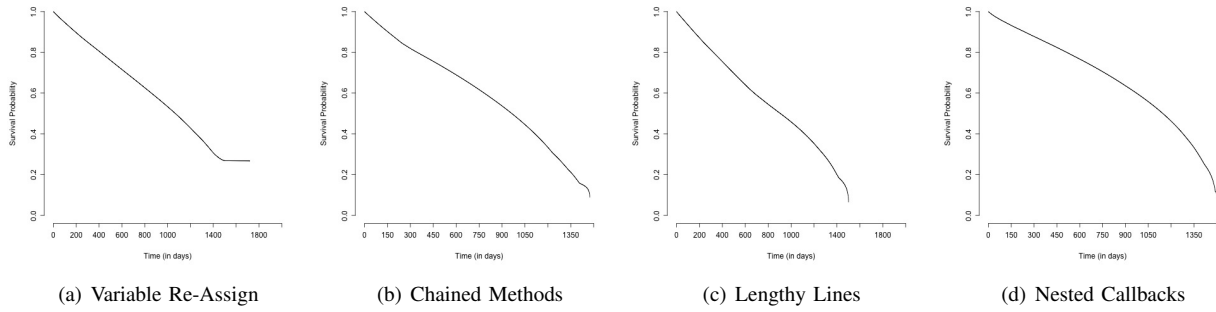 1.0
0.8
0.6
0.4
0.2
0.0
Survival Probability
0 200 400 600 800 1000 1400 1800
Time (in days)
(a) Variable Re-Assign
1.0
0.8
0.6
0.4
0.2
0.0
Survival Probability
0 150 300 450 600 750 900 1050 1350
Time (in days)
(b) Chained Methods
1.0
0.8
0.6
0.4
0.2
0.0
Survival Probability
0 200 400 600 800 1000 1400 1800
Time (in days)
(c) Lengthy Lines
1.0
0.8
0.6
0.4
0.2
0.0
Survival Probability
0 150 300 450 600 750 900 1050 1350
Time (in days)
(d) Nested Callbacks